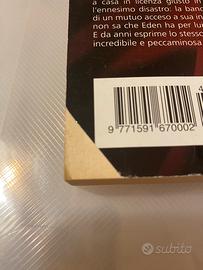 a casa in licenza giusto in
l'ennesimo disastro: la banc
di un mutuo acceso a sua in
non sa che Eden ha per lun
E da anni esprime lo stesso
incredibile e peccaminosa.
9 771591 670002
subito